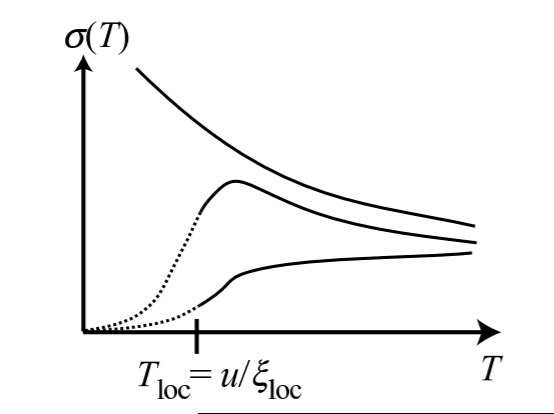 σ(T)
T
T_loc = u/ξ_loc